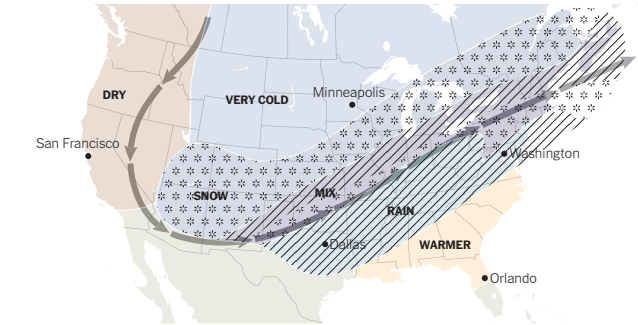 Minneapolis
DRY
VERY COLD
San Francisco
Washington
SNOW
MIX
RAIN
Dallas
WARMER
Orlando